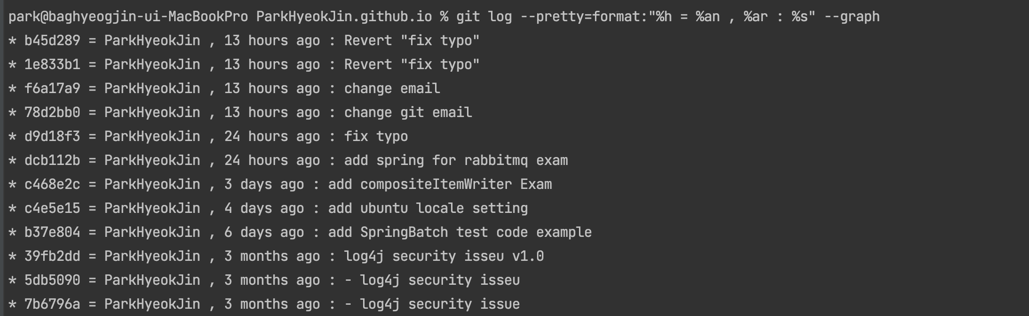 park@baghyeogjin-ui-MacBookPro ParkHyeokJin.github.io % git log --pretty=format:"%h = %an , %ar : %s" --graph
* b45d289 = ParkHyeokJin , 13 hours ago : Revert "fix typo"
* 1e833b1 = ParkHyeokJin , 13 hours ago : Revert "fix typo"
* f6a17a9 = ParkHyeokJin , 13 hours ago : change email
* 78d2bb0 = ParkHyeokJin , 13 hours ago : change git email
* d9d18f3 = ParkHyeokJin , 24 hours ago : fix typo
* dcb112b = ParkHyeokJin , 24 hours ago : add spring for rabbitmq exam
* c468e2c = ParkHyeokJin , 3 days ago : add compositeItemWriter Exam
* c4e5e15 = ParkHyeokJin , 4 days ago : add ubuntu locale setting
* b37e804 = ParkHyeokJin , 6 days ago : add SpringBatch test code example
* 39fb2dd = ParkHyeokJin , 3 months ago : log4j security isseu v1.0
* 5db5090 = ParkHyeokJin , 3 months ago : - log4j security isseu
* 7b6796a = ParkHyeokJin , 3 months ago : - log4j security issue